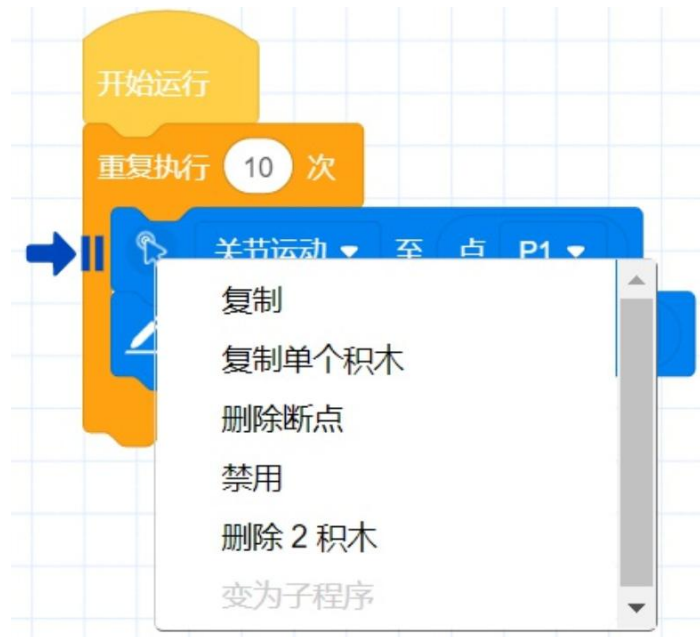 开始运行
重复执行 10 次
关节运动 至 点 P1
复制
复制单个积木
删除断点
禁用
删除 2 积木
变为子程序